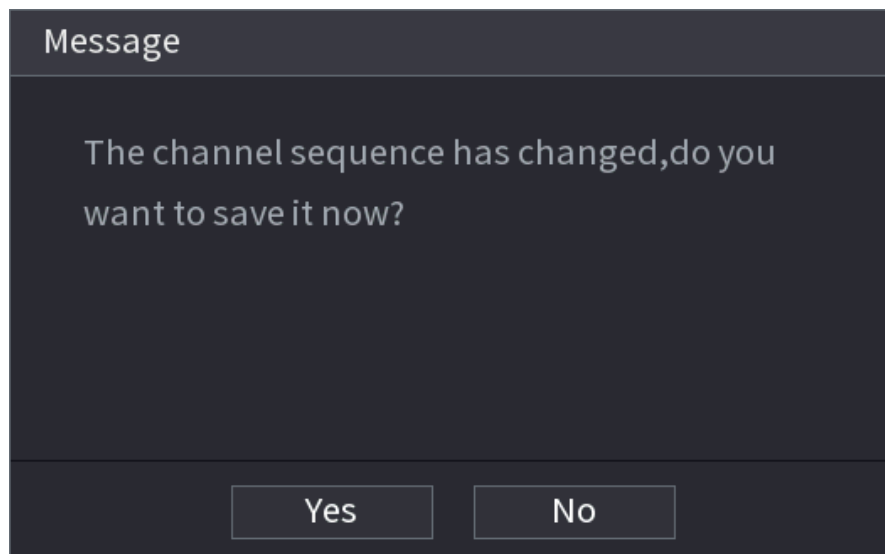 Message
The channel sequence has changed,do you
want to save it now?
Yes No